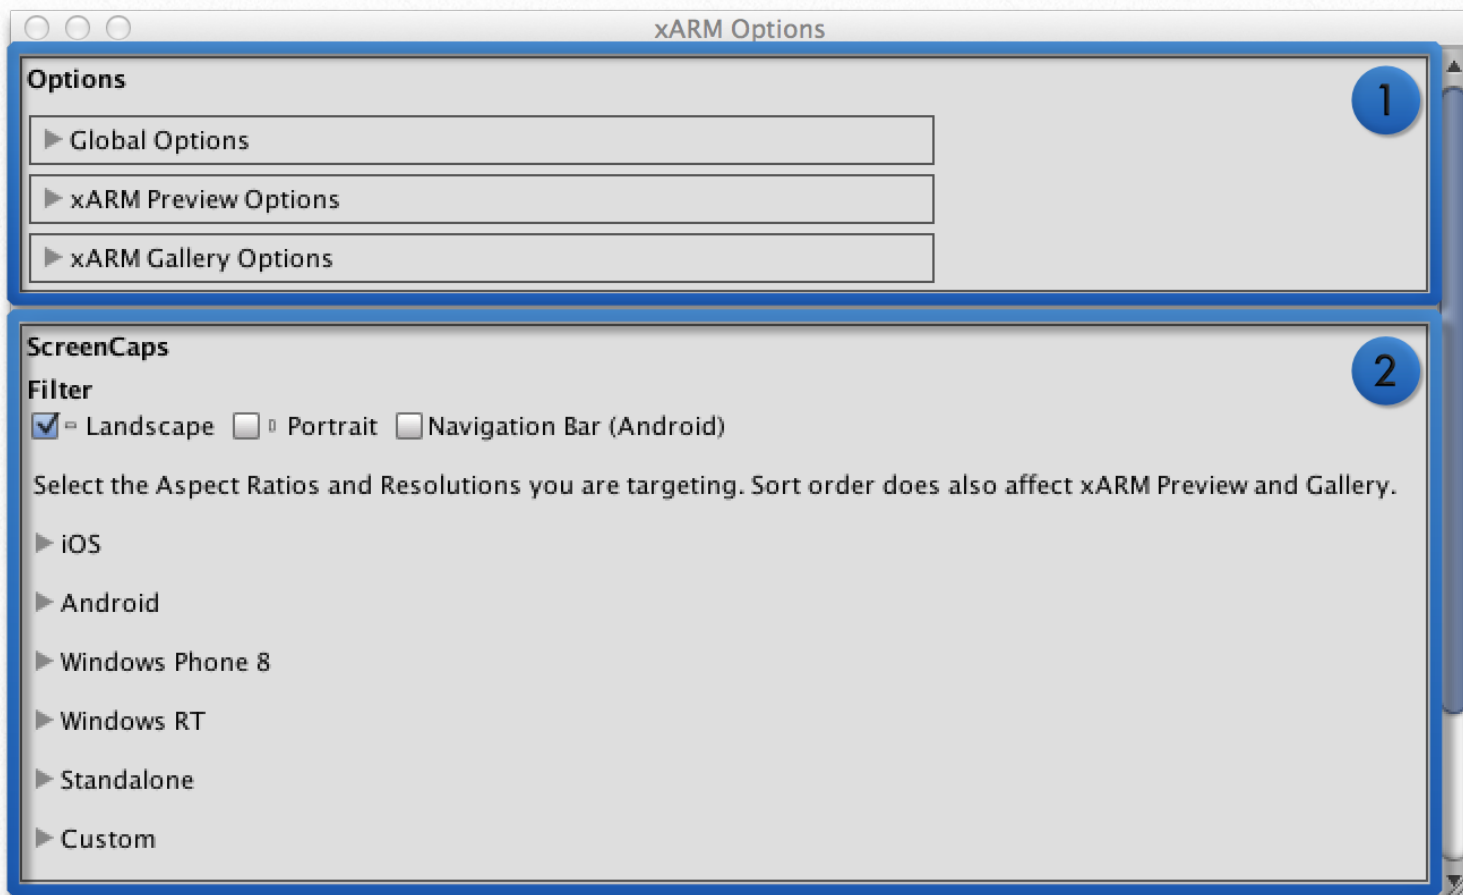 xARM Options
Options
1
Global Options
xARM Preview Options
xARM Gallery Options
ScreenCaps
2
Filter
Landscape Portrait Navigation Bar (Android)
Select the Aspect Ratios and Resolutions you are targeting. Sort order does also affect xARM Preview and Gallery.
iOS
Android
Windows Phone 8
Windows RT
Standalone
Custom